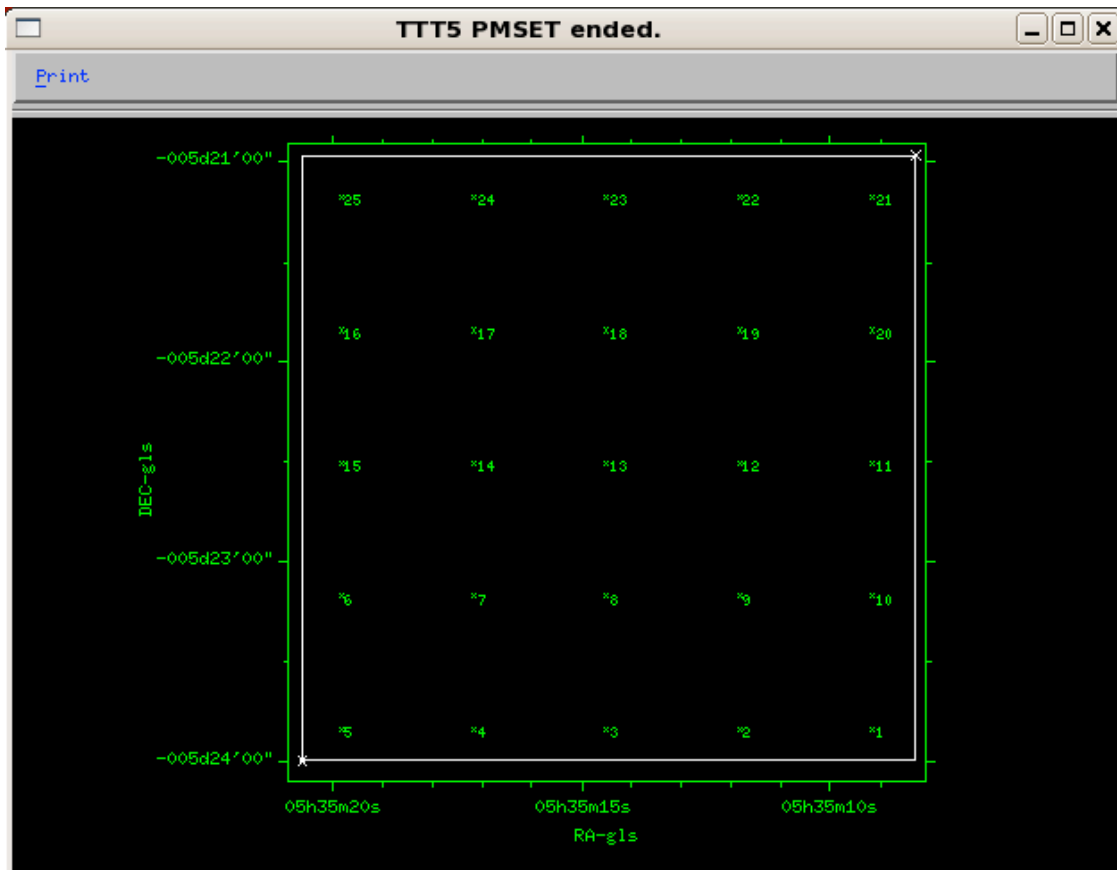 TTT5 PMSET ended.
Print
-005d21'00"
×25 ×24 ×23 ×22 ×21
×16 ×17 ×18 ×19 ×20
-005d22'00"
DEC-gls
×15 ×14 ×13 ×12 ×11
-005d23'00"
×6 ×7 ×8 ×9 ×10
×5 ×4 ×3 ×2 ×1
-005d24'00"
05h35m20s 05h35m15s 05h35m10s
RA-gls